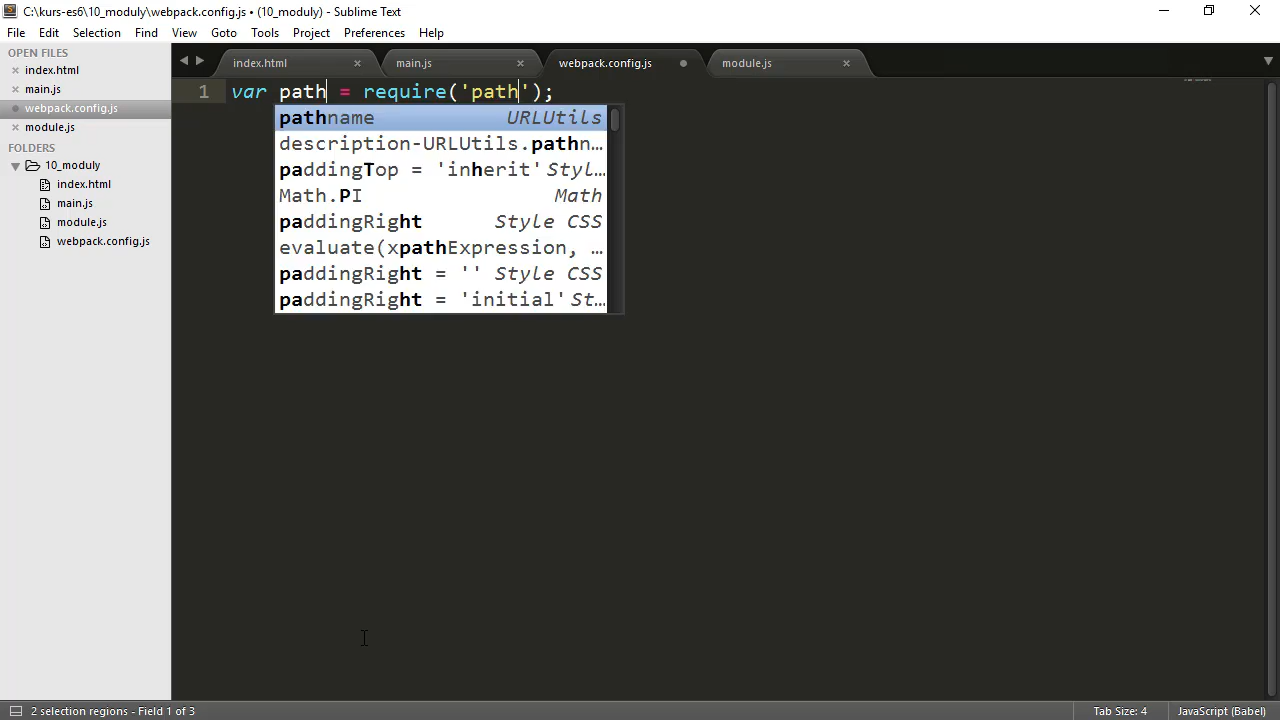 C:\kurs-es6\10_moduly\webpack.config.js • (10_moduly) - Sublime Text
File Edit Selection Find View Goto Tools Project Preferences Help
OPEN FILES
index.html
main.js
webpack.config.js
module.js
FOLDERS
10_moduly
index.html
main.js
module.js
webpack.config.js
index.html main.js webpack.config.js module.js
1 var path = require('path');
pathname URLUtils
description-URLUtils.pathn…
paddingTop = 'inherit' Styl…
Math.PI Math
paddingRight Style CSS
evaluate(xpathExpression, …
paddingRight = '' Style CSS
paddingRight = 'initial' St…
2 selection regions - Field 1 of 3 Tab Size: 4 JavaScript (Babel)